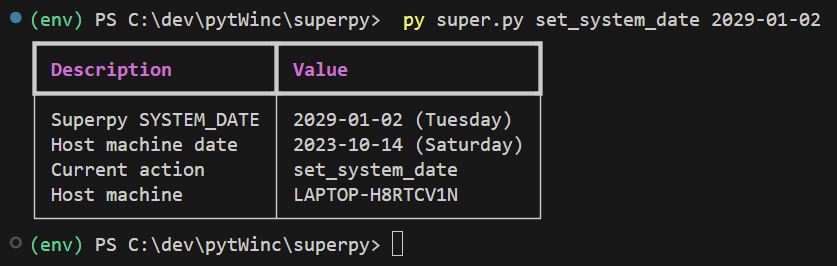 (env) PS C:\dev\pytWinc\superpy> py super.py set_system_date 2029-01-02
Description Value
Superpy SYSTEM_DATE 2029-01-02 (Tuesday)
Host machine date 2023-10-14 (Saturday)
Current action set_system_date
Host machine LAPTOP-H8RTCV1N
(env) PS C:\dev\pytWinc\superpy>